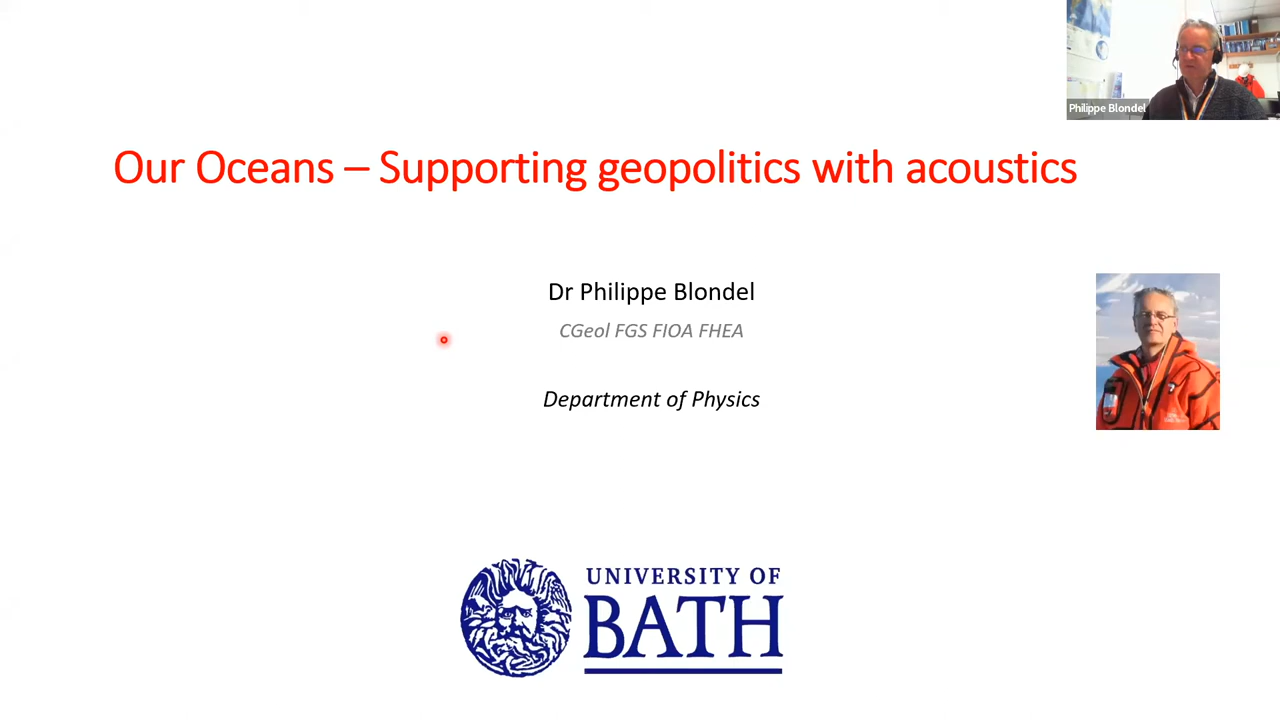 Philippe Blondel
Our Oceans – Supporting geopolitics with acoustics
Dr Philippe Blondel
CGeol FGS FIOA FHEA
Department of Physics
UNIVERSITY OF
BATH